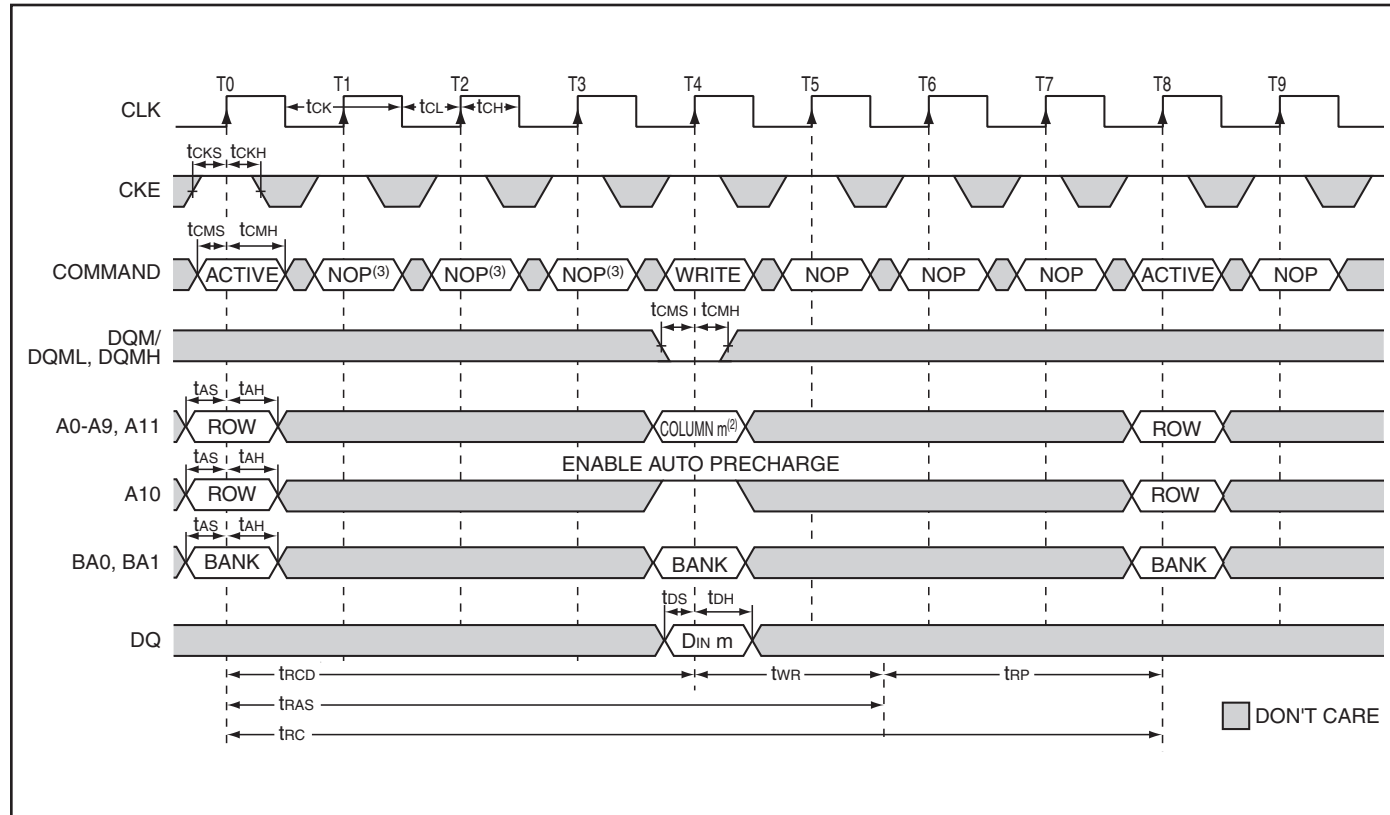 T0 T1 T2 T3 T4 T5 T6 T7 T8 T9
CLK tCK tCL tCH
tCKS tCKH
CKE
tCMS tCMH
COMMAND ACTIVE NOP(3) NOP(3) NOP(3) WRITE NOP NOP NOP ACTIVE NOP
tCMS tCMH
DQM/
DQML, DQMH
tAS tAH
A0-A9, A11 ROW COLUMN m(2) ROW
ENABLE AUTO PRECHARGE
tAS tAH
A10 ROW ROW
tAS tAH
BA0, BA1 BANK BANK BANK
tDS tDH
DQ DIN m
tRCD tWR tRP
tRAS
tRC
DON'T CARE